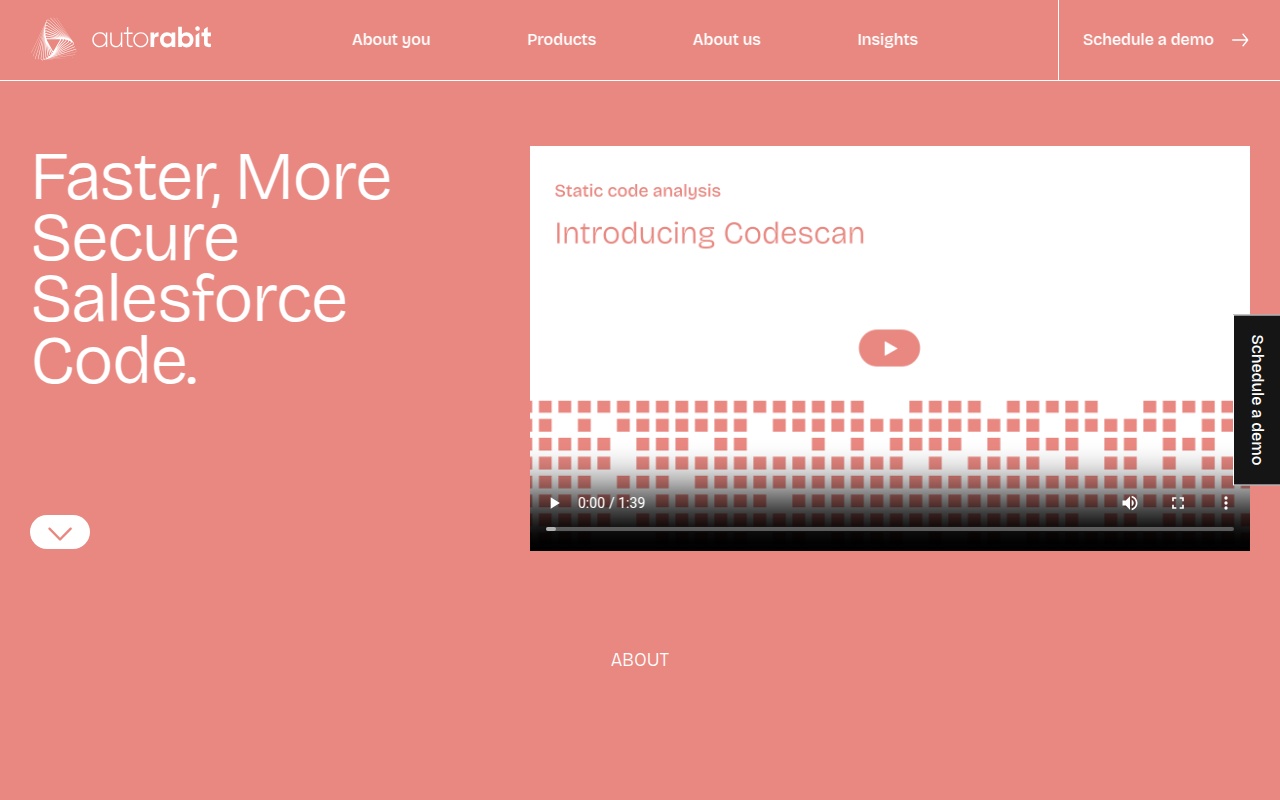 autorabit
About you
Products
About us
Insights
Schedule a demo
Faster, More
Secure
Salesforce
Code.
Static code analysis
Introducing Codescan
0:00 / 1:39
Schedule a demo
ABOUT